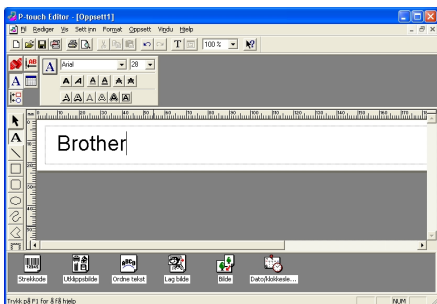 P-touch Editor - [Oppsett1]
Fil Rediger Vis Sett inn Format Oppsett Vindu Help
100 %
Arial 28
Brother
Strekkode Utklippsbilde Ordne tekst Lag bilde Bilde Dato/klokkesle...
Trykk på F1 for å få hjelp NUM